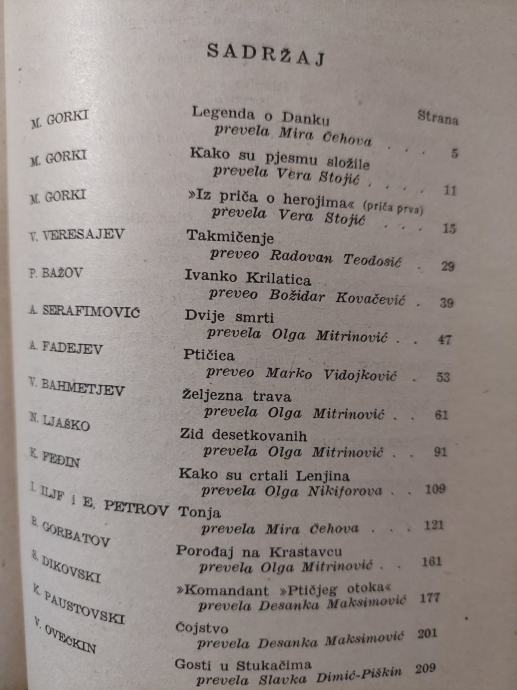 SADRŽAJ
Strana
M. GORKI Legenda o Danku
prevela Mira Čehova . . . 5
M. GORKI Kako su pjesmu složile
prevela Vera Stojić . . . . 11
M. GORKI »Iz priča o herojima« (priča prva)
prevela Vera Stojić . . . 15
V. VERESAJEV Takmičenje
preveo Radovan Teodosić . 29
P. BAŽOV Ivanko Krilatica
preveo Božidar Kovačević . 39
A. SERAFIMOVIĆ Dvije smrti
prevela Olga Mitrinović . . 47
A. FADEJEV Ptičica
preveo Marko Vidojković . 53
V. BAHMETJEV Željezna trava
prevela Olga Mitrinović . . 61
N. LJAŠKO Zid desetkovanih
prevela Olga Mitrinović . . 91
K. FEDIN Kako su crtali Lenjina
prevela Olga Nikiforova . . 109
I. ILJF i E. PETROV Tonja
prevela Mira Čehova . . . 121
B. GORBATOV Porođaj na Krastavcu
prevela Olga Mitrinović . . 161
S. DIKOVSKI »Komandant »Ptičjeg otoka«
prevela Desanka Maksimović 177
K. PAUSTOVSKI Čojstvo
prevela Desanka Maksimović 201
V. OVEČKIN Gosti u Stukačima
prevela Slavka Dimić-Piškin 209